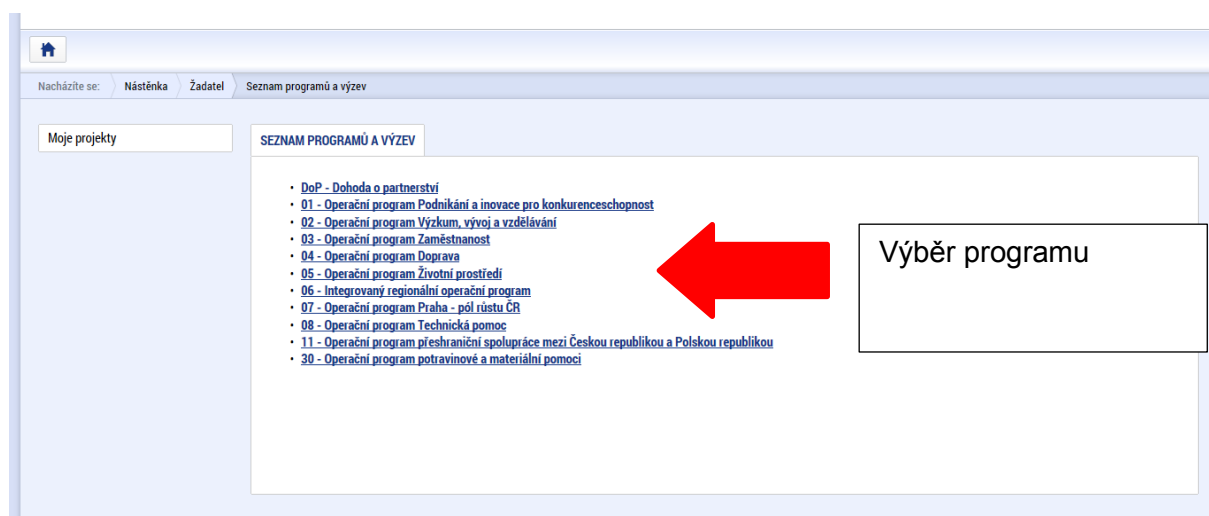 Nacházíte se: Nástěnka Žadatel Seznam programů a výzev
Moje projekty
SEZNAM PROGRAMŮ A VÝZEV
DoP - Dohoda o partnerství
01 - Operační program Podnikání a inovace pro konkurenceschopnost
02 - Operační program Výzkum, vývoj a vzdělávání
03 - Operační program Zaměstnanost
04 - Operační program Doprava
05 - Operační program Životní prostředí
06 - Integrovaný regionální operační program
07 - Operační program Praha - pól růstu ČR
08 - Operační program Technická pomoc
11 - Operační program přeshraniční spolupráce mezi Českou republikou a Polskou republikou
30 - Operační program potravinové a materiální pomoci
Výběr programu